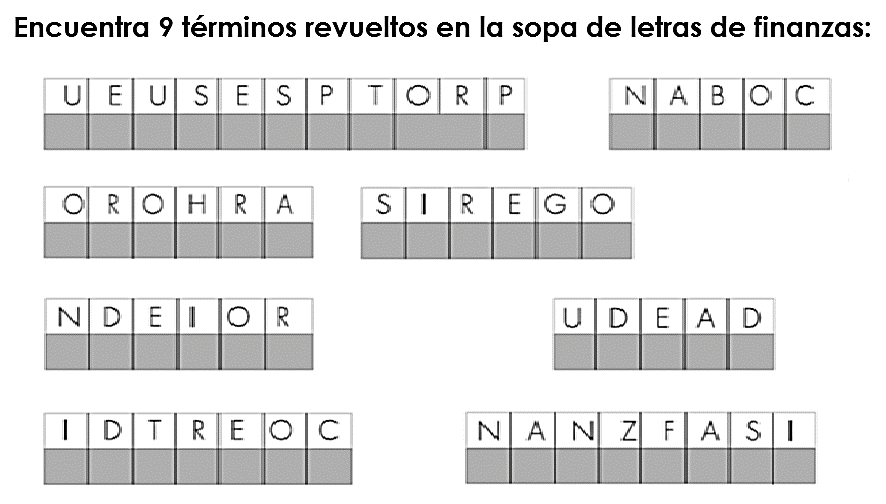 Encuentra 9 términos revueltos en la sopa de letras de finanzas:
U E U S E S P T O R P N A B O C
O R O H R A S I R E G O
N D E I O R U D E A D
I D T R E O C N A N Z F A S I